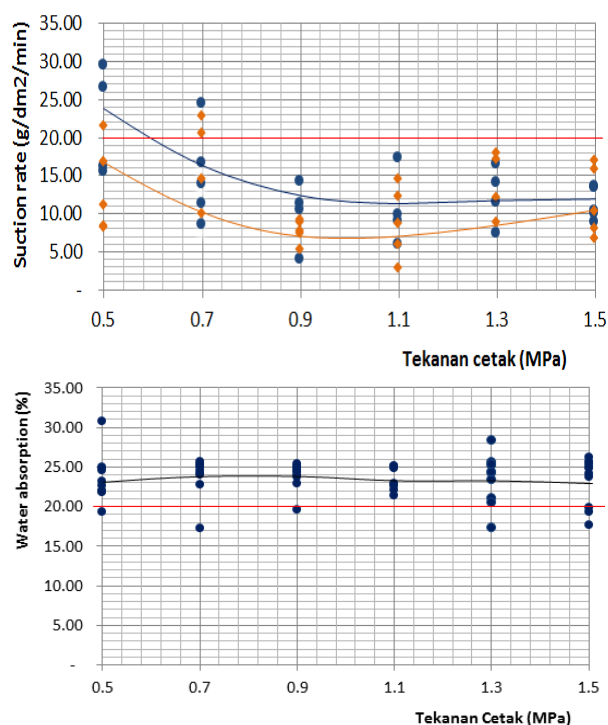 Suction rate (g/dm2/min)
35.00
30.00
25.00
20.00
15.00
10.00
5.00
-
0.5 0.7 0.9 1.1 1.3 1.5
Tekanan cetak (MPa)
Water absorption (%)
35.00
30.00
25.00
20.00
15.00
10.00
5.00
-
0.5 0.7 0.9 1.1 1.3 1.5
Tekanan Cetak (MPa)